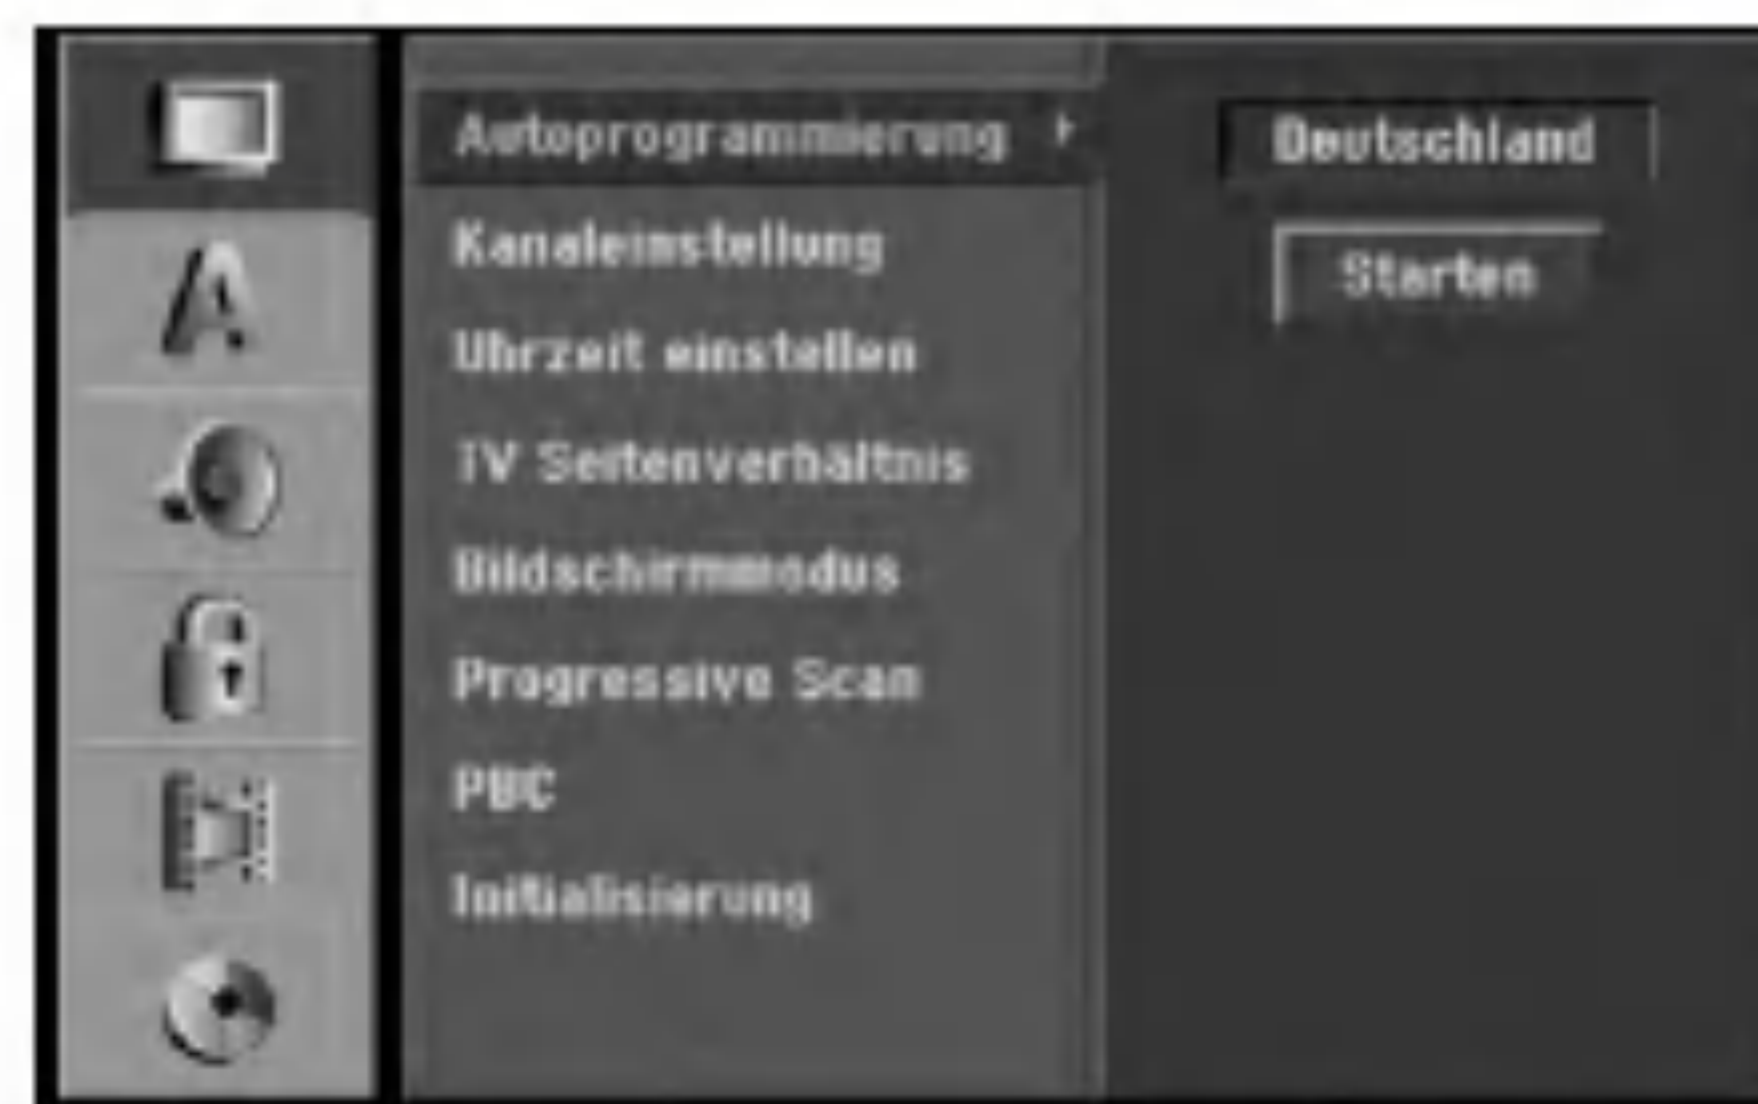 Autoprogrammierung
Kanaleinstellung
Uhrzeit einstellen
TV Seitenverhältnis
Bildschirmmodus
Progressive Scan
PBC
Initialisierung
Deutschland
Starten